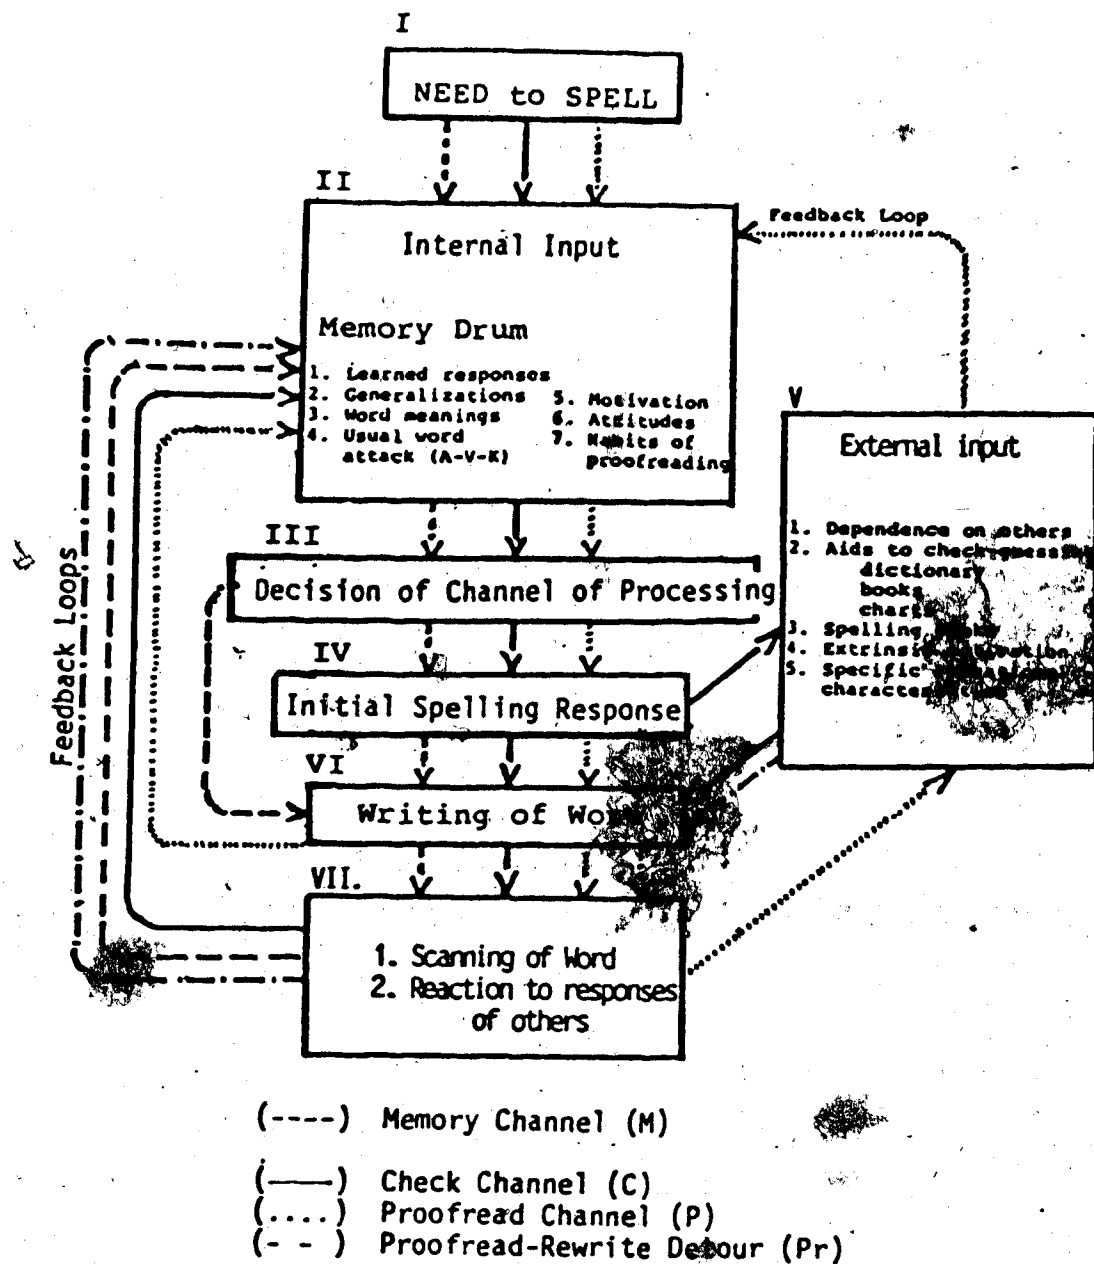 I
NEED to SPELL
II
Internal Input
Feedback Loop
Memory Drum
1. Learned responses
2. Generalizations
3. Word meanings
4. Usual word
attack (A-V-K)
5. Motivation
6. Attitudes
7. Habits of
proofreading
V
External input
1. Dependence on others
2. Aids to check
dictionary
books
charts
3. Spelling
4. Extrinsic
5. Specific
III
Decision of Channel of Processing
IV
Initial Spelling Response
VI
Writing of
VII.
1. Scanning of Word
2. Reaction to responses
of others
Feedback Loops
(----) Memory Channel (M)
(——) Check Channel (C)
(....) Proofread Channel (P)
(- - ) Proofread-Rewrite Detour (Pr)